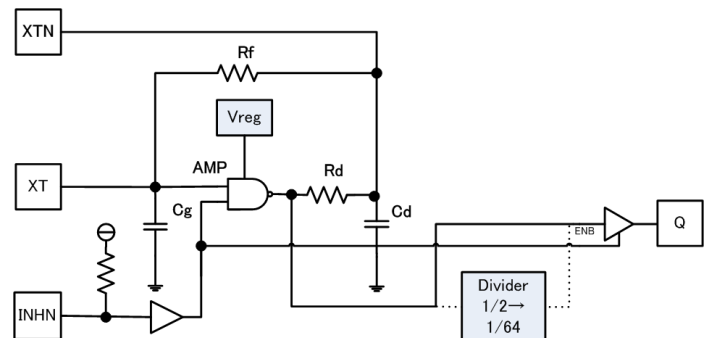 XTN
Rf
Vreg
AMP
Rd
XT
Cg
Cd
ENB
Q
INHN
Divider
1/2→
1/64